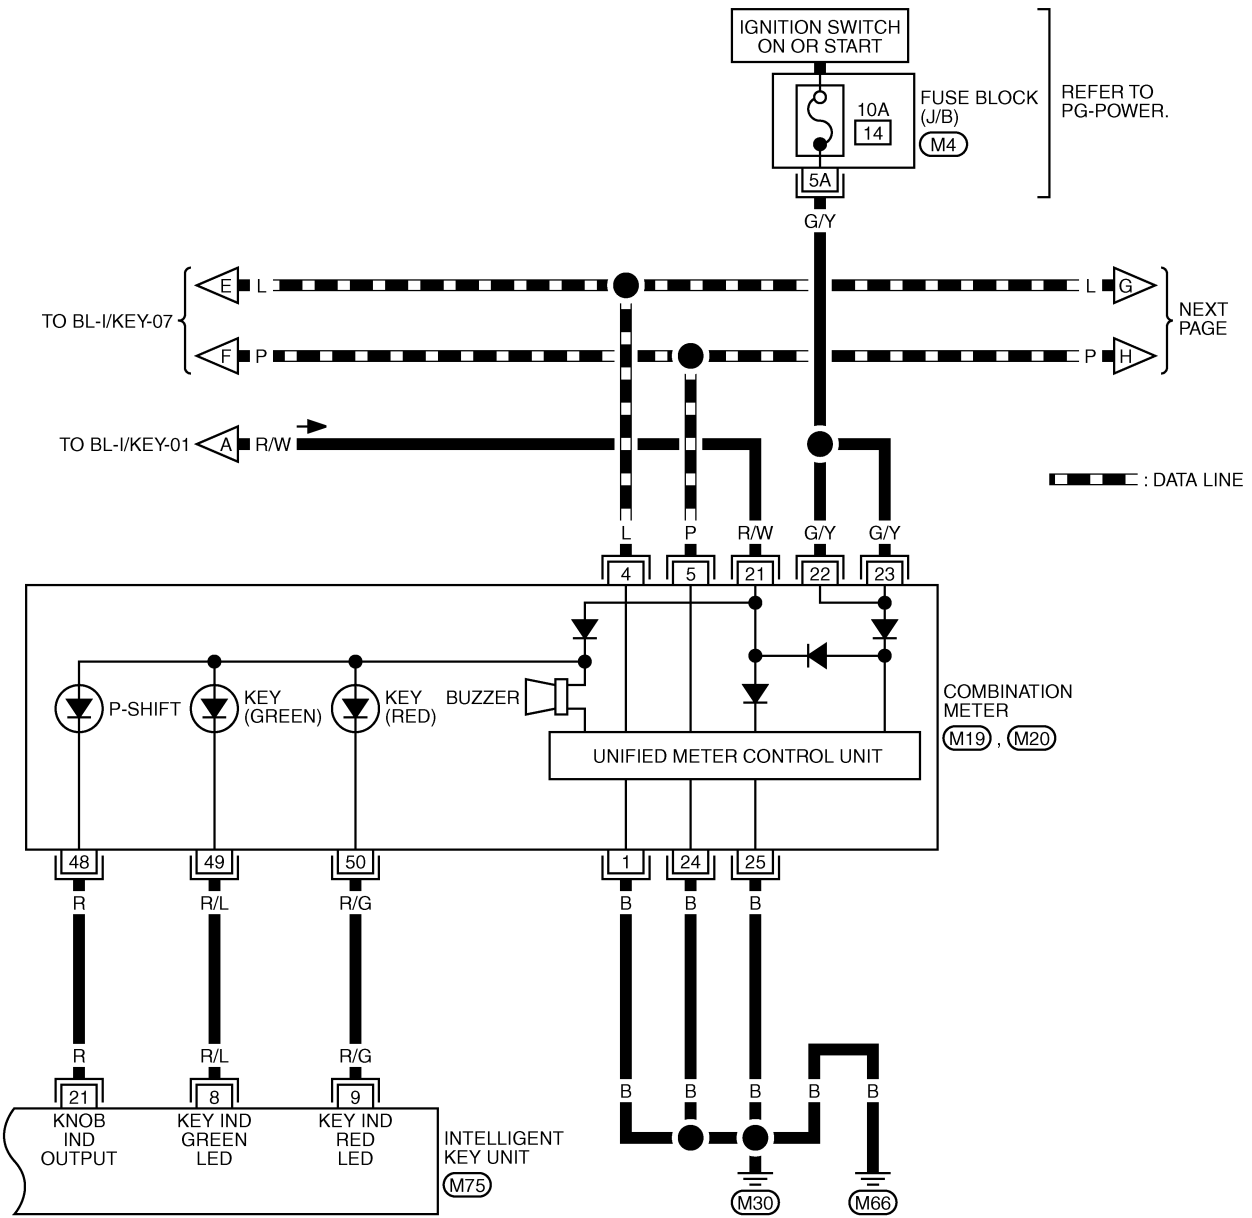 IGNITION SWITCH
ON OR START
FUSE BLOCK
(J/B)
M4
10A
14
REFER TO
PG-POWER.
5A
G/Y
E L
L G
TO BL-I/KEY-07
NEXT
PAGE
F P
P H
TO BL-I/KEY-01
A R/W
: DATA LINE
L P R/W G/Y G/Y
4 5 21 22 23
P-SHIFT
KEY
(GREEN)
KEY
(RED)
BUZZER
UNIFIED METER CONTROL UNIT
COMBINATION
METER
M19 , M20
48 49 50 1 24 25
R R/L R/G B B B
R R/L R/G
B B B B B
21 8 9
KNOB
IND
OUTPUT
KEY IND
GREEN
LED
KEY IND
RED
LED
INTELLIGENT
KEY UNIT
M75
M30 M66